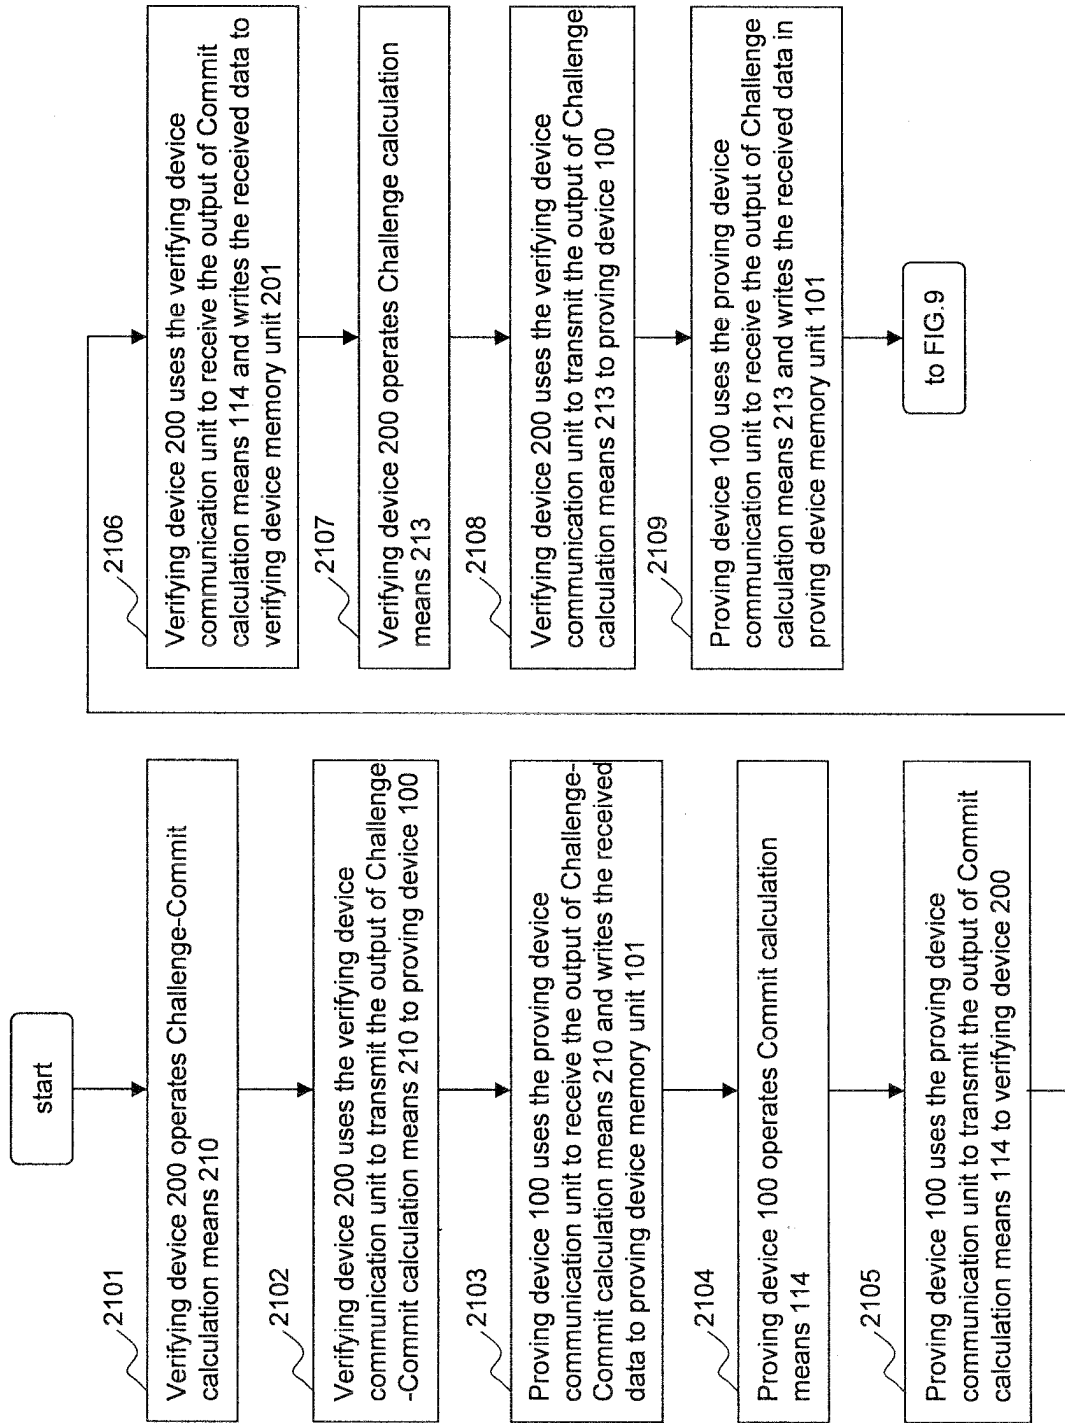 start
2101
Verifying device 200 operates Challenge-Commit
calculation means 210
2102
Verifying device 200 uses the verifying device
communication unit to transmit the output of Challenge
-Commit calculation means 210 to proving device 100
2103
Proving device 100 uses the proving device
communication unit to receive the output of Challenge-
Commit calculation means 210 and writes the received
data to proving device memory unit 101
2104
Proving device 100 operates Commit calculation
means 114
2105
Proving device 100 uses the proving device
communication unit to transmit the output of Commit
calculation means 114 to verifying device 200
2106
Verifying device 200 uses the verifying device
communication unit to receive the output of Commit
calculation means 114 and writes the received data to
verifying device memory unit 201
2107
Verifying device 200 operates Challenge calculation
means 213
2108
Verifying device 200 uses the verifying device
communication unit to transmit the output of Challenge
calculation means 213 to proving device 100
2109
Proving device 100 uses the proving device
communication unit to receive the output of Challenge
calculation means 213 and writes the received data in
proving device memory unit 101
to FIG.9